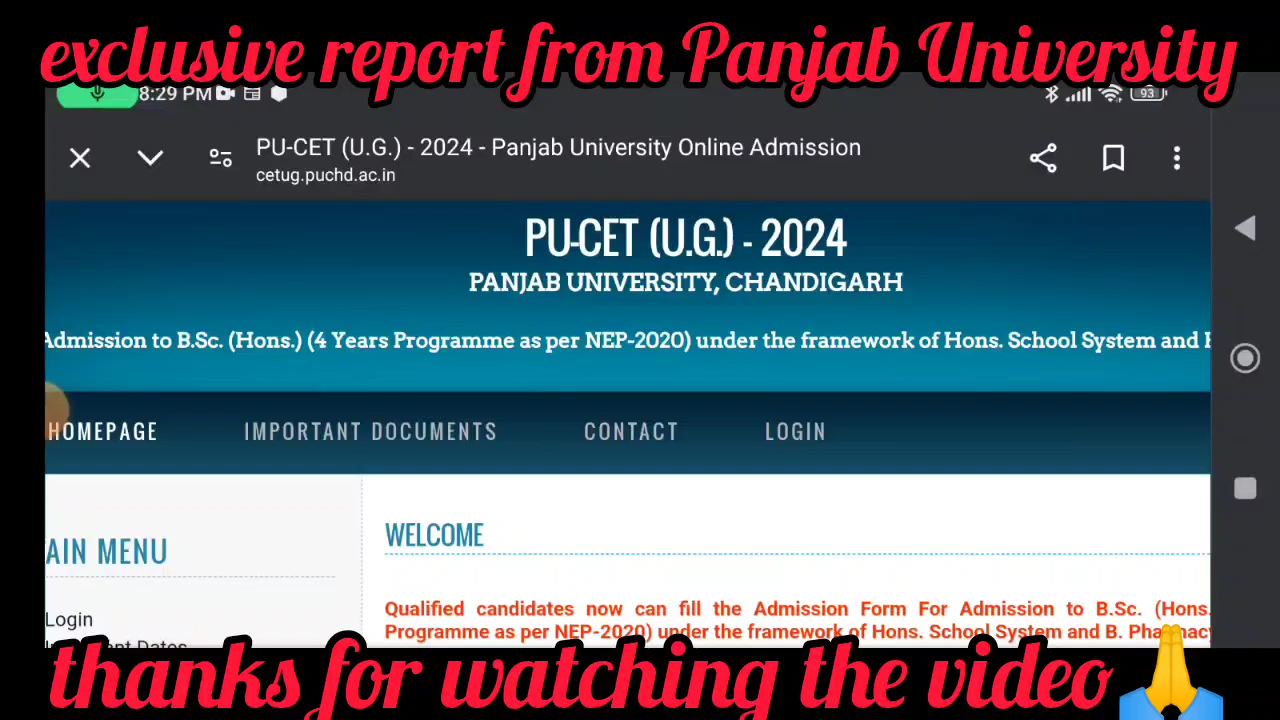 exclusive report from Panjab University
8:29 PM 93
PU-CET (U.G.) - 2024 - Panjab University Online Admission
cetug.puchd.ac.in
PU-CET (U.G.) - 2024
PANJAB UNIVERSITY, CHANDIGARH
Admission to B.Sc. (Hons.) (4 Years Programme as per NEP-2020) under the framework of Hons. School System and
HOMEPAGE IMPORTANT DOCUMENTS CONTACT LOGIN
AIN MENU
WELCOME
Login
Qualified candidates now can fill the Admission Form For Admission to B.Sc. (Hons.
Programme as per NEP-2020) under the framework of Hons. School System and B. Pharmacy
thanks for watching the video